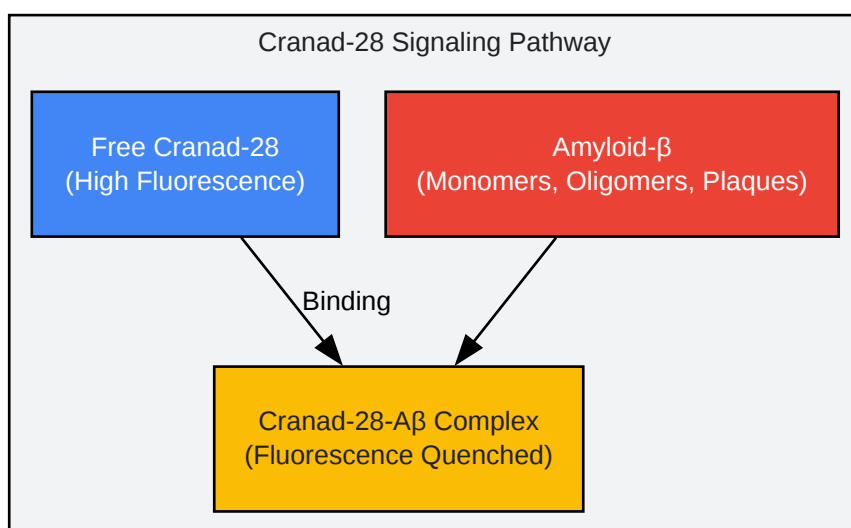 Cranad-28 Signaling Pathway
Free Cranad-28
(High Fluorescence)
Amyloid-β
(Monomers, Oligomers, Plaques)
Binding
Cranad-28-Aβ Complex
(Fluorescence Quenched)